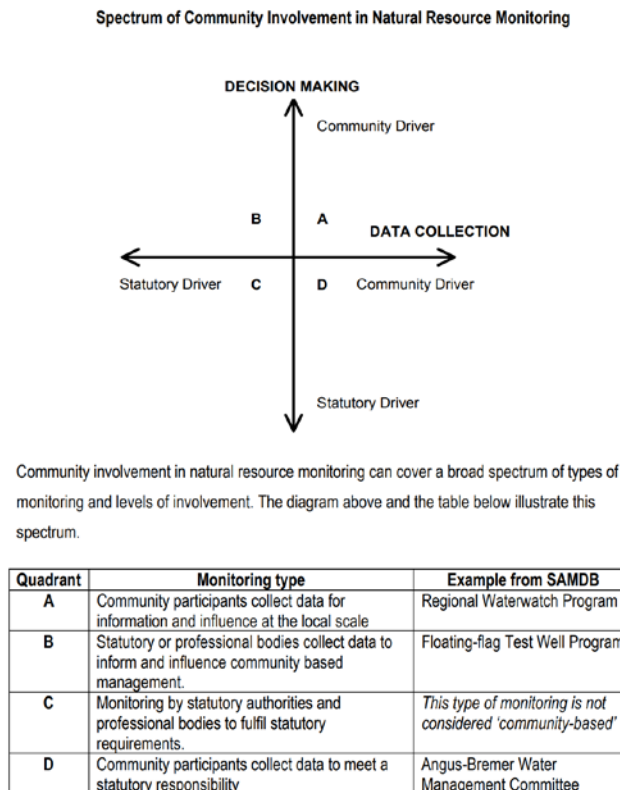 Spectrum of Community Involvement in Natural Resource Monitoring
DECISION MAKING
Community Driver
B A
DATA COLLECTION
Statutory Driver C D Community Driver
Statutory Driver
Community involvement in natural resource monitoring can cover a broad spectrum of types of
monitoring and levels of involvement. The diagram above and the table below illustrate this
spectrum.
Quadrant Monitoring type Example from SAMDB
A Community participants collect data for Regional Waterwatch Program
information and influence at the local scale
B Statutory or professional bodies collect data to Floating-flag Test Well Program
inform and influence community based
management.
C Monitoring by statutory authorities and This type of monitoring is not
professional bodies to fulfil statutory considered 'community-based'
requirements.
D Community participants collect data to meet a Angus-Bremer Water
statutory responsibility Management Committee